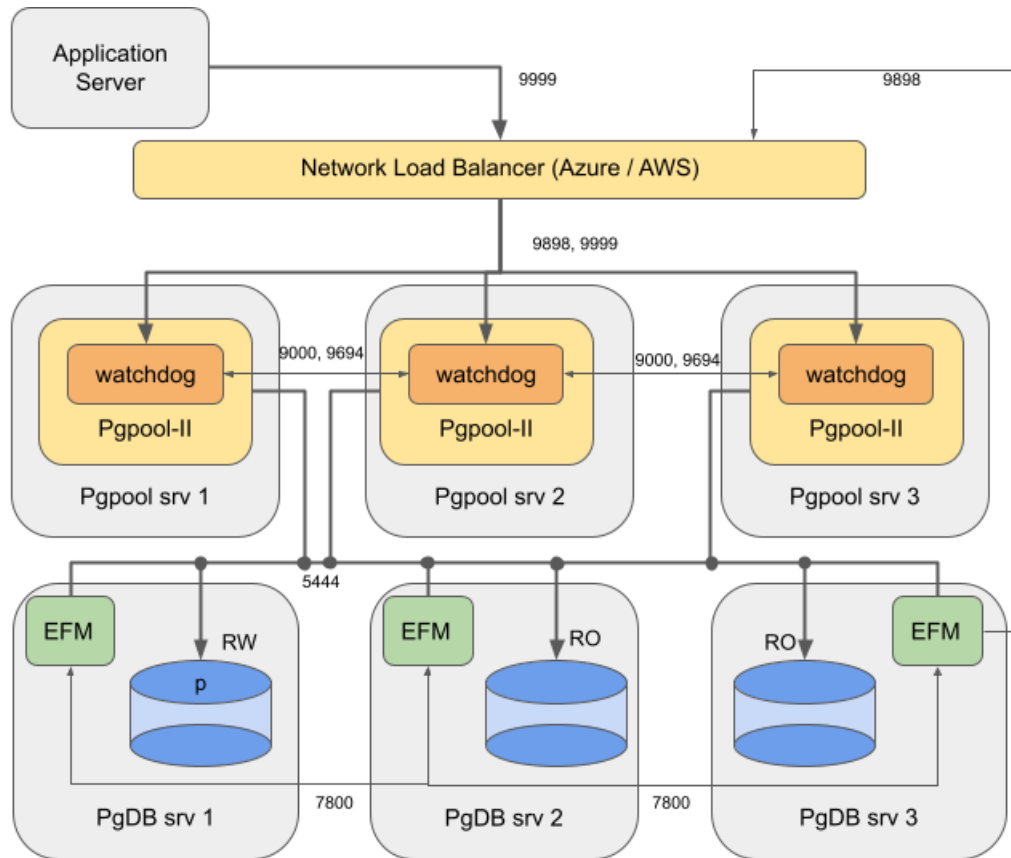 Application
Server
9999
9898
Network Load Balancer (Azure / AWS)
9898, 9999
watchdog
9000, 9694
watchdog
9000, 9694
watchdog
Pgpool-II
Pgpool-II
Pgpool-II
Pgpool srv 1
Pgpool srv 2
Pgpool srv 3
5444
EFM
RW
EFM
RO
RO
EFM
p
7800
7800
PgDB srv 1
PgDB srv 2
PgDB srv 3